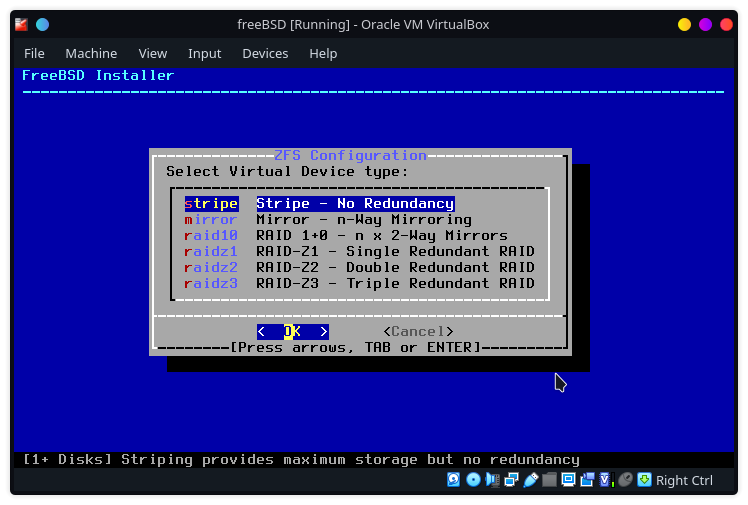 freeBSD [Running] - Oracle VM VirtualBox
File Machine View Input Devices Help
FreeBSD Installer
ZFS Configuration
Select Virtual Device type:
stripe Stripe - No Redundancy
mirror Mirror - n-Way Mirroring
raid10 RAID 1+0 - n x 2-Way Mirrors
raidz1 RAID-Z1 - Single Redundant RAID
raidz2 RAID-Z2 - Double Redundant RAID
raidz3 RAID-Z3 - Triple Redundant RAID
< OK > <Cancel>
[Press arrows, TAB or ENTER]
[1+ Disks] Striping provides maximum storage but no redundancy
Right Ctrl